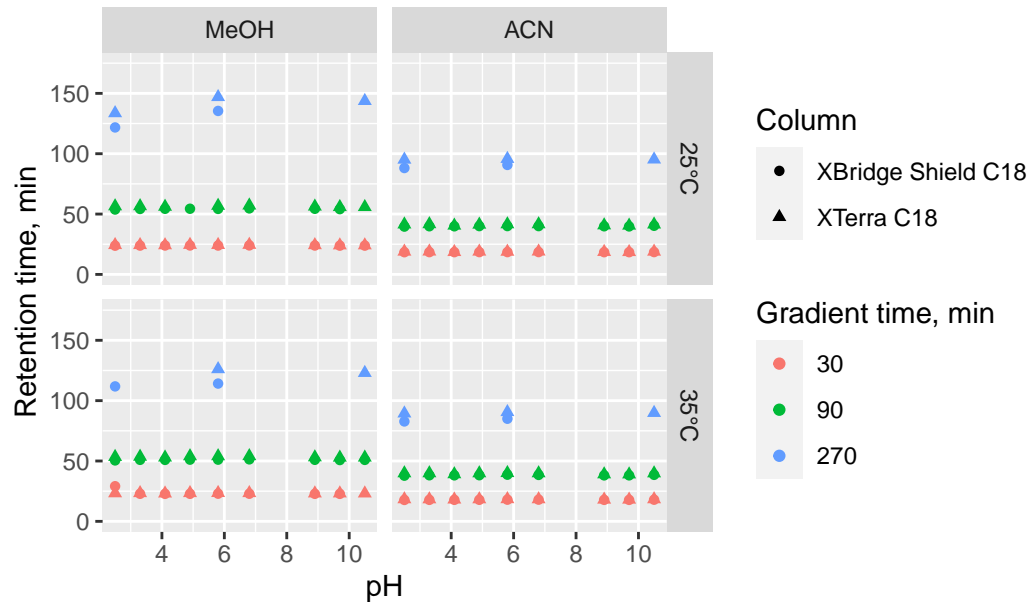 MeOH
ACN
150
100
50
0
25°C
150
100
50
0
35°C
4
6
8
10
4
6
8
10
pH
Retention time, min
Column
XBridge Shield C18
XTerra C18
Gradient time, min
30
90
270